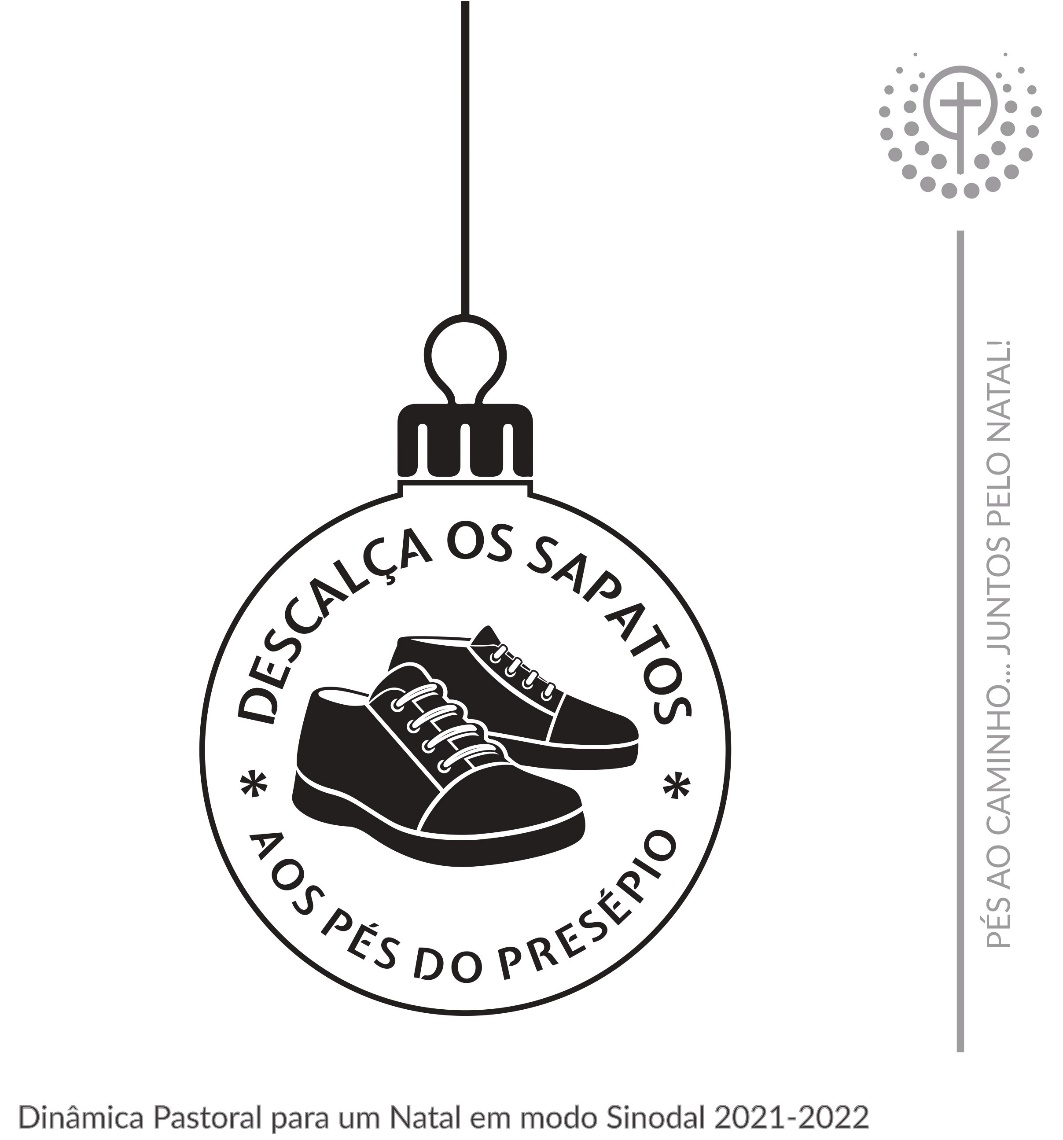 DESCALÇA OS SAPATOS
* AOS PÉS DO PRESÉPIO *
PÉS AO CAMINHO... JUNTOS PELO NATAL!
Dinâmica Pastoral para um Natal em modo Sinodal 2021-2022